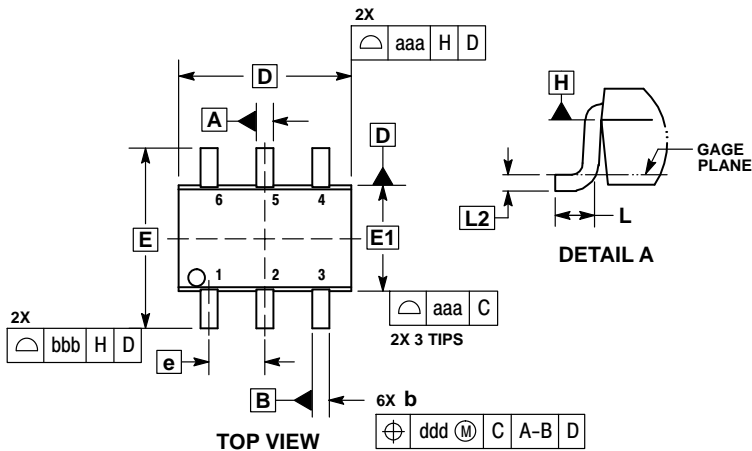 2X
aaa H D
D
A
D
6 5 4
E
E1
1 2 3
aaa C
2X 3 TIPS
2X
bbb H D
e
B
6X b
ddd Ⓜ C A-B D
TOP VIEW
H
GAGE
PLANE
L2
L
DETAIL A